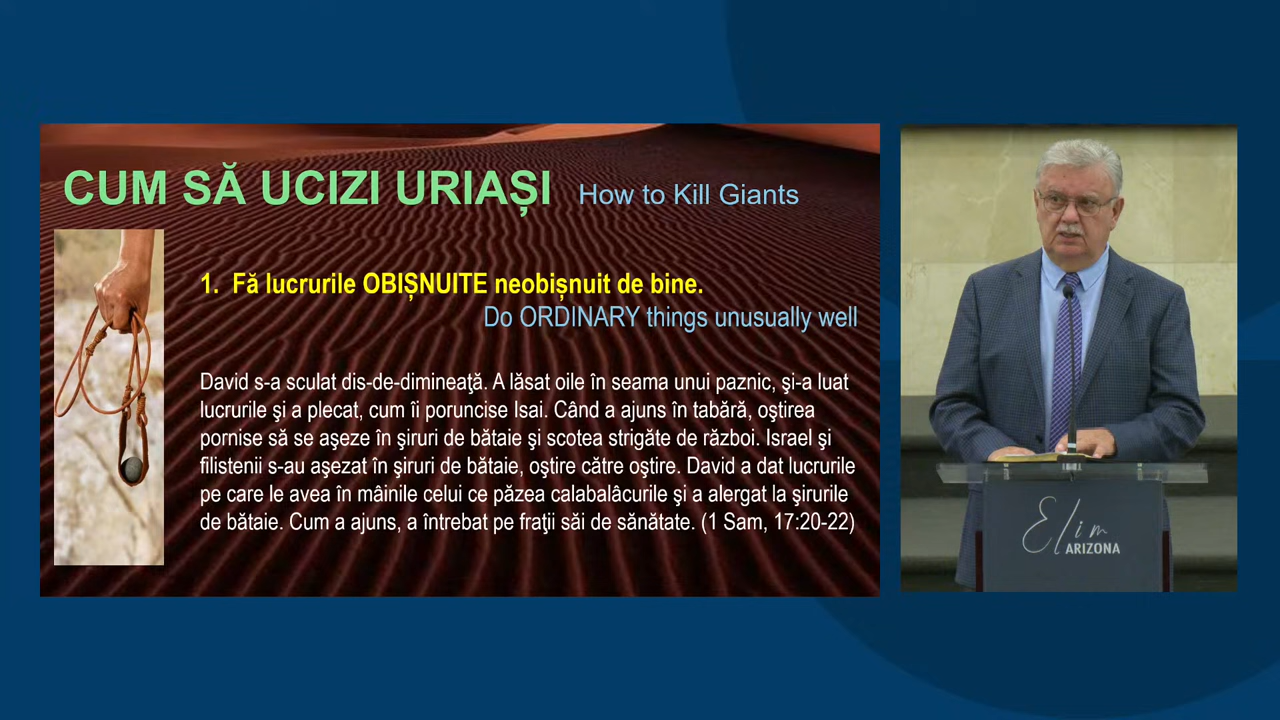 CUM SĂ UCIZI URIAȘI How to Kill Giants
1. Fă lucrurile OBIȘNUITE neobișnuit de bine.
Do ORDINARY things unusually well
David s-a sculat dis-de-dimineaţă. A lăsat oile în seama unui paznic, şi-a luat
lucrurile şi a plecat, cum îi poruncise Isai. Când a ajuns în tabără, oştirea
pornise să se aşeze în şiruri de bătaie şi scotea strigăte de război. Israel şi
filistenii s-au aşezat în şiruri de bătaie, oştire către oştire. David a dat lucrurile
pe care le avea în mâinile celui ce păzea calabalâcurile şi a alergat la şirurile
de bătaie. Cum a ajuns, a întrebat pe fraţii săi de sănătate. (1 Sam, 17:20-22)
Elim
ARIZONA